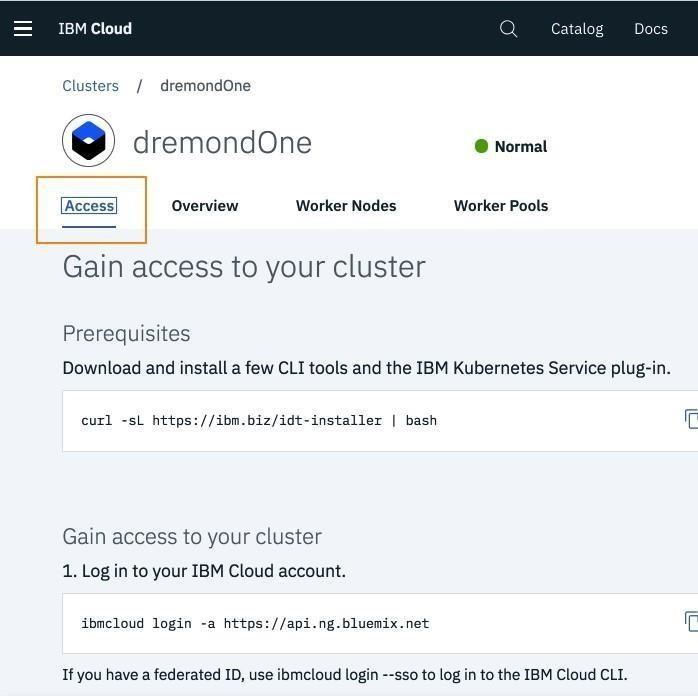 IBM Cloud
Catalog
Docs
Clusters / dremondOne
dremondOne
Normal
Access
Overview
Worker Nodes
Worker Pools
Gain access to your cluster
Prerequisites
Download and install a few CLI tools and the IBM Kubernetes Service plug-in.
curl -sL https://ibm.biz/idt-installer | bash
Gain access to your cluster
1. Log in to your IBM Cloud account.
ibmcloud login -a https://api.ng.bluemix.net
If you have a federated ID, use ibmcloud login --sso to log in to the IBM Cloud CLI.